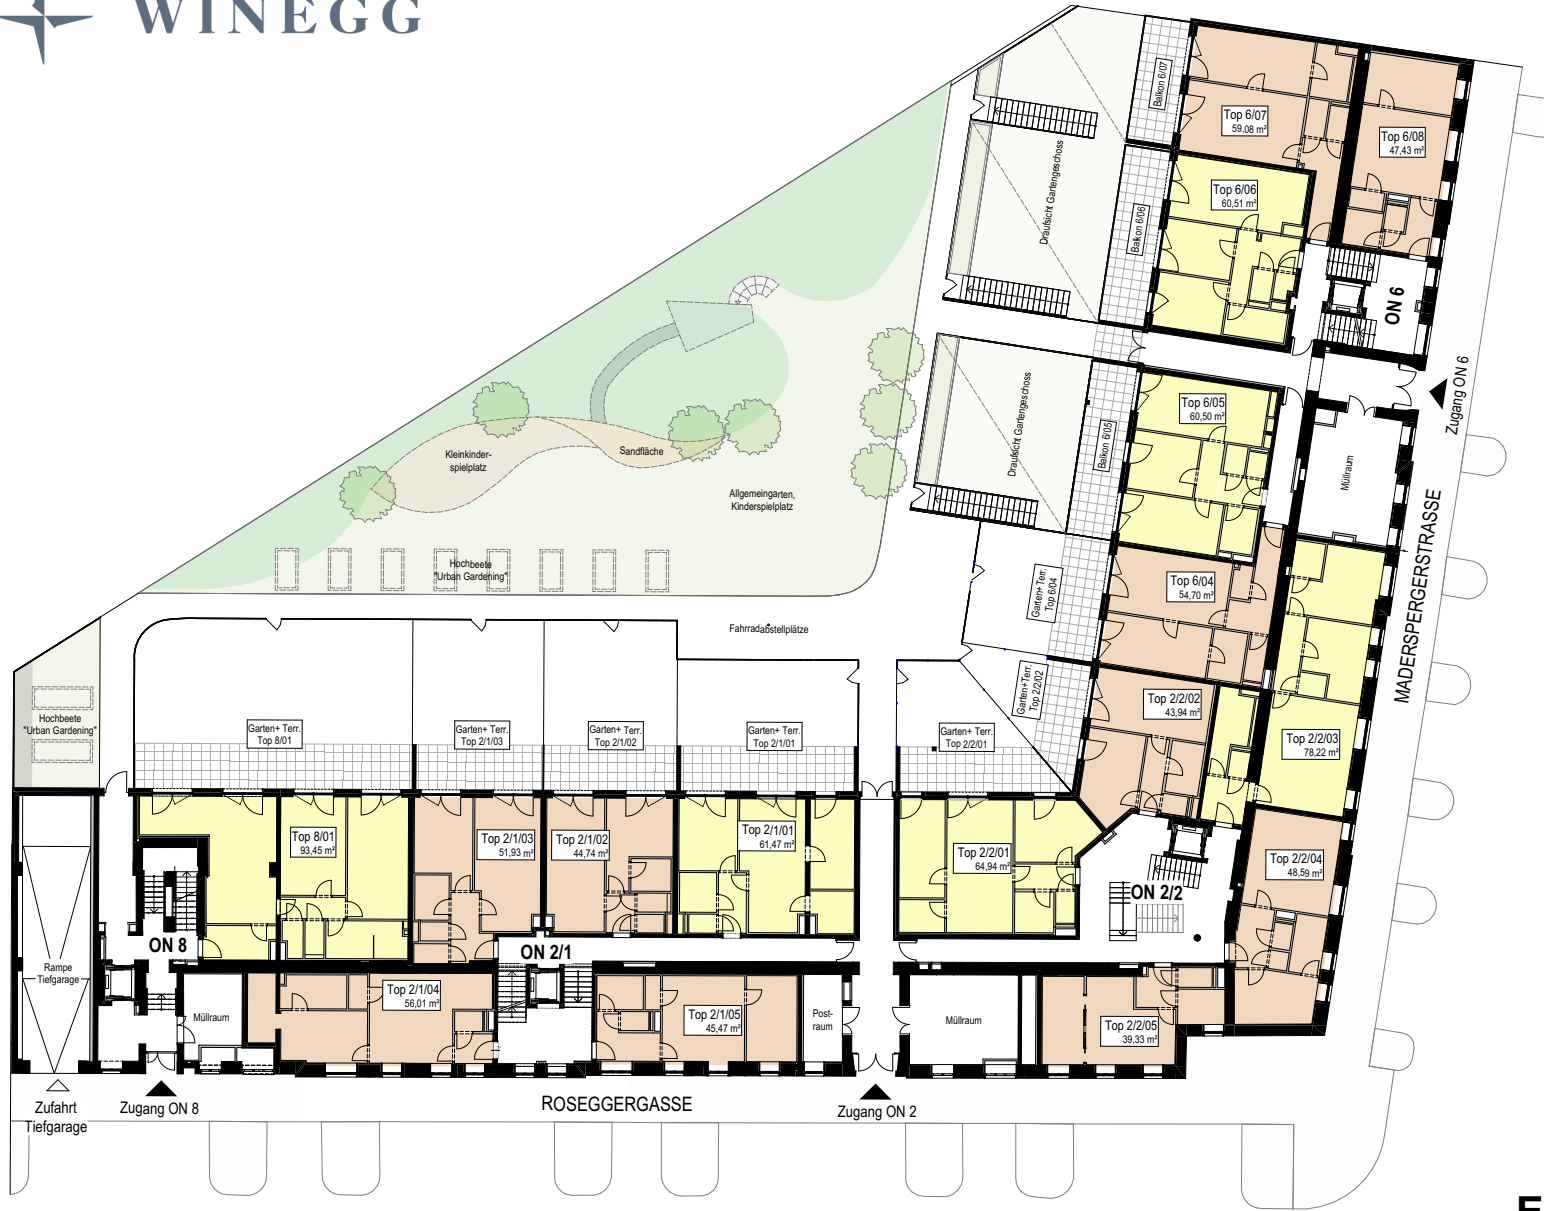 WINEGG
Balkon 6/07
Top 6/07
59,08 m²
Top 6/08
47,43 m²
Draufsicht Gartengeschoss
Balkon 6/06
Top 6/06
60,51 m²
ON 6
Zugang ON 6
Draufsicht Gartengeschoss
Balkon 6/05
Top 6/05
60,50 m²
Müllraum
MADERSPERGERSTRASSE
Kleinkinder-
spielplatz
Sandfläche
Allgemeingarten,
Kinderspielplatz
Hochbeete
"Urban Gardening"
Garten+ Terr.
Top 6/04
Top 6/04
54,70 m²
Fahrradabstellplätze
Garten+Terr.
Top 2/2/02
Top 2/2/02
43,94 m²
Top 2/2/03
78,22 m²
Hochbeete
"Urban Gardening"
Garten+ Terr.
Top 8/01
Garten+ Terr.
Top 2/1/03
Garten+ Terr.
Top 2/1/02
Garten+ Terr.
Top 2/1/01
Garten+ Terr.
Top 2/2/01
Top 8/01
93,45 m²
Top 2/1/03
51,93 m²
Top 2/1/02
44,74 m²
Top 2/1/01
61,47 m²
Top 2/2/01
64,94 m²
Top 2/2/04
48,59 m²
ON 2/2
ON 8
ON 2/1
Rampe
Tiefgarage
Müllraum
Top 2/1/04
56,01 m²
Top 2/1/05
45,47 m²
Post-
raum
Müllraum
Top 2/2/05
39,33 m²
Zufahrt
Tiefgarage
Zugang ON 8
ROSEGGERGASSE
Zugang ON 2